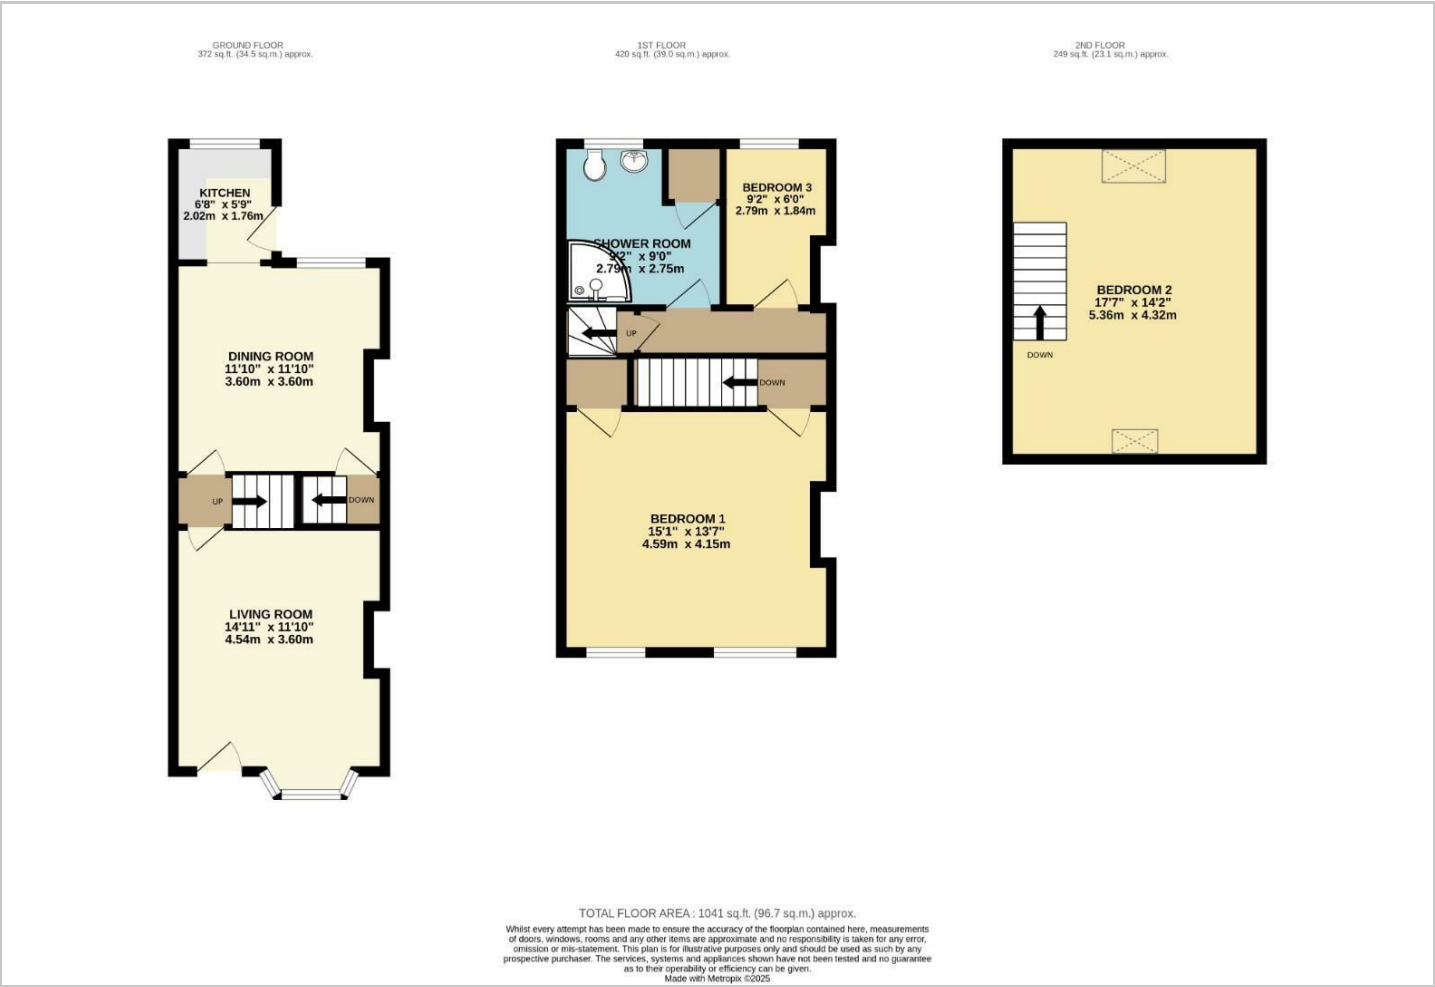 GROUND FLOOR
372 sq.ft. (34.5 sq.m.) approx.
1ST FLOOR
420 sq.ft. (39.0 sq.m.) approx.
2ND FLOOR
249 sq.ft. (23.1 sq.m.) approx.
KITCHEN
6'8" x 5'9"
2.02m x 1.76m
DINING ROOM
11'10" x 11'10"
3.60m x 3.60m
UP
DOWN
LIVING ROOM
14'11" x 11'10"
4.54m x 3.60m
BEDROOM 3
9'2" x 6'0"
2.79m x 1.84m
SHOWER ROOM
9'2" x 9'0"
2.79m x 2.75m
UP
DOWN
BEDROOM 1
15'1" x 13'7"
4.59m x 4.15m
BEDROOM 2
17'7" x 14'2"
5.36m x 4.32m
DOWN
TOTAL FLOOR AREA : 1041 sq.ft. (96.7 sq.m.) approx.
Whilst every attempt has been made to ensure the accuracy of the floorplan contained here, measurements
of doors, windows, rooms and any other items are approximate and no responsibility is taken for any error,
omission or mis-statement. This plan is for illustrative purposes only and should be used as such by any
prospective purchaser. The services, systems and appliances shown have not been tested and no guarantee
as to their operability or efficiency can be given.
Made with Metropix ©2025